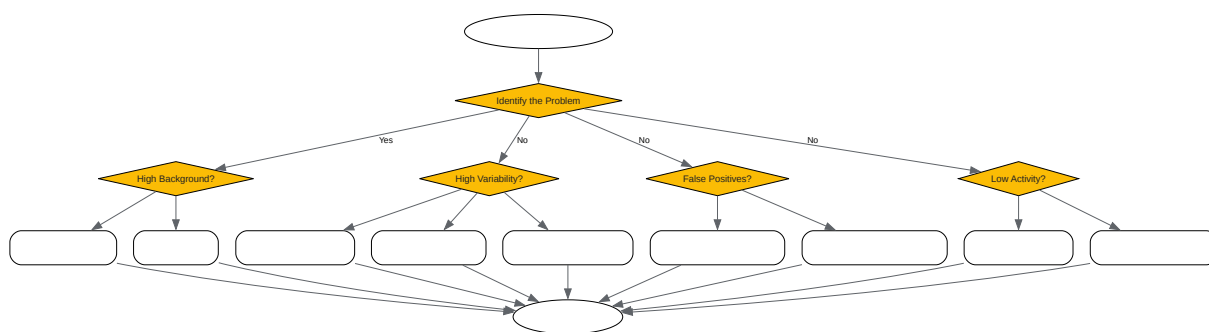 Identify the Problem
Yes
No
No
No
High Background?
High Variability?
False Positives?
Low Activity?